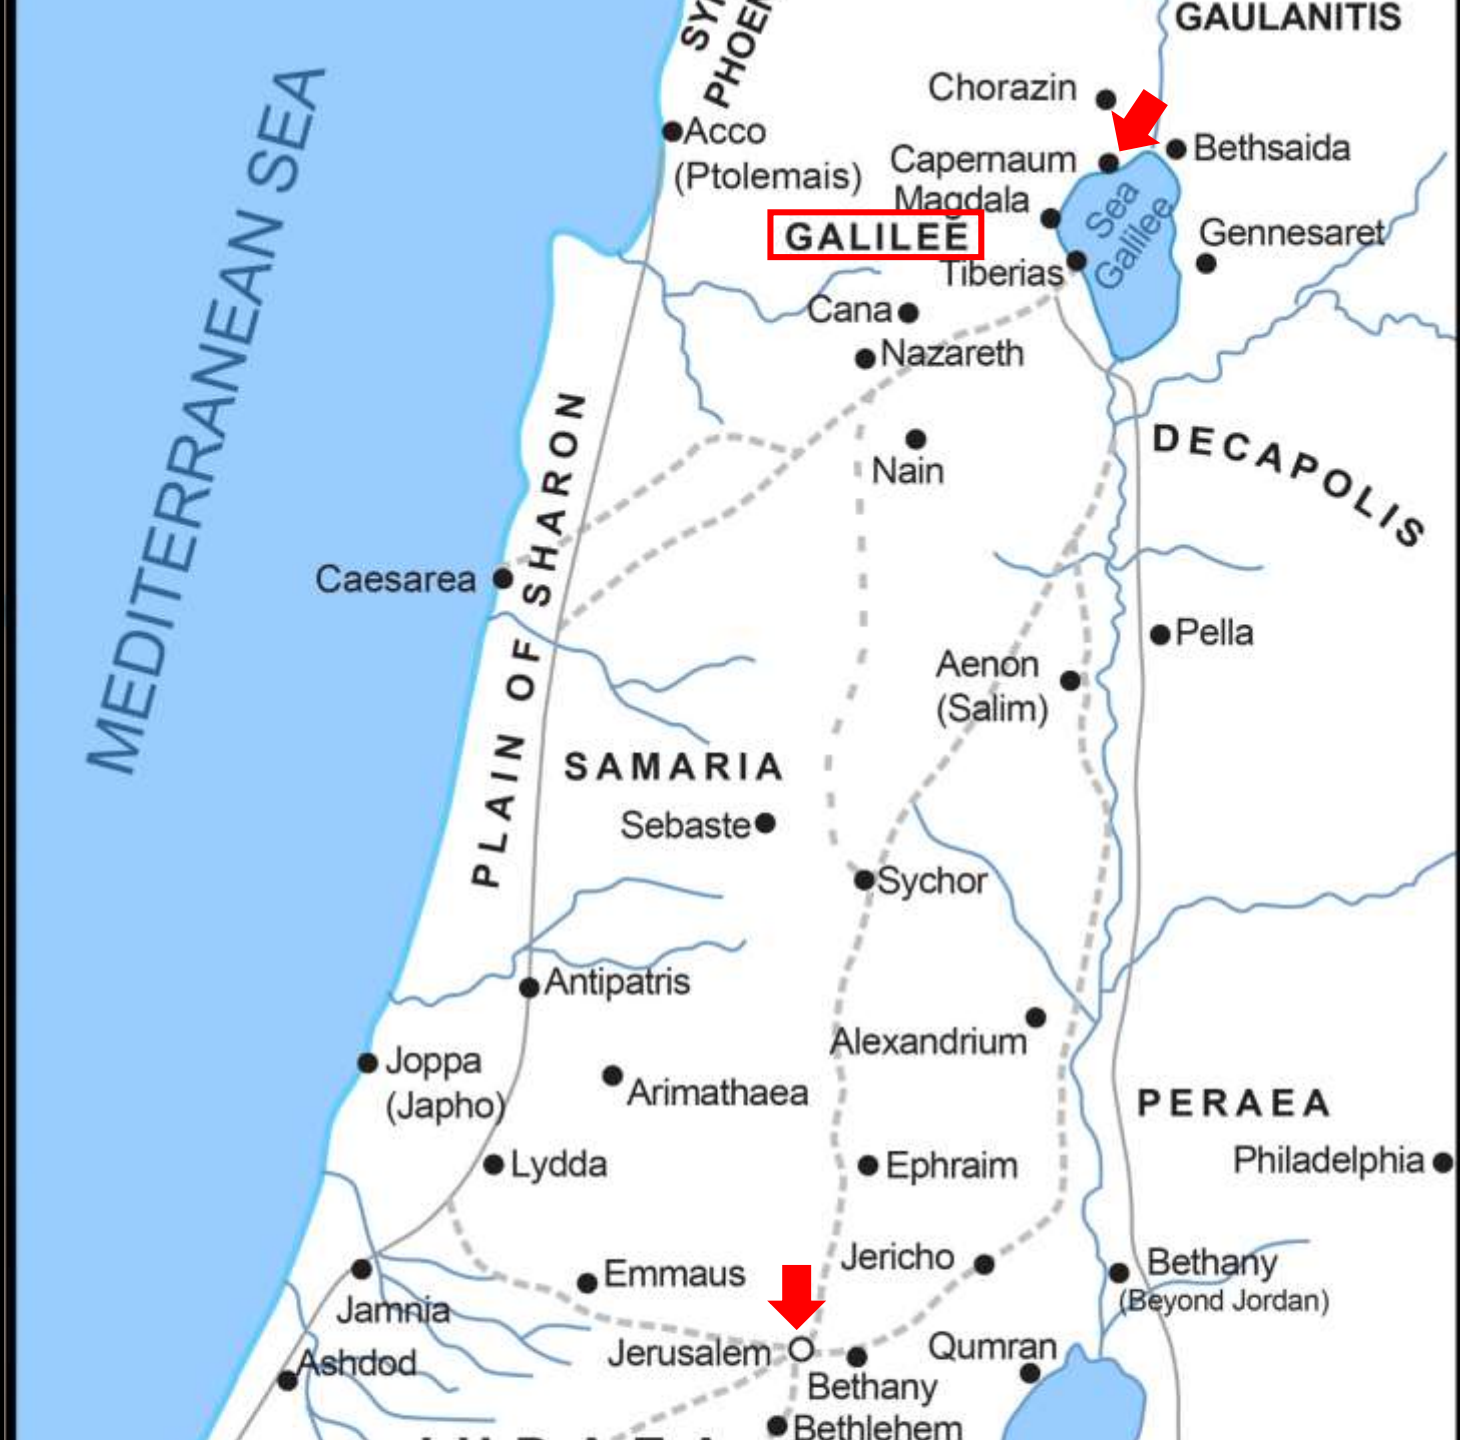 SY
PHOEN
GAULANITIS
Chorazin
Acco
(Ptolemais)
Capernaum
Bethsaida
Magdala
Sea
Galilee
GALILEE
Gennesaret
Tiberias
Cana
Nazareth
MEDITERRANEAN SEA
DECAPOLIS
Nain
PLAIN OF SHARON
Caesarea
Pella
Aenon
(Salim)
SAMARIA
Sebaste
Sychor
Antipatris
Alexandrium
Joppa
(Japho)
Arimathaea
PERAEA
Lydda
Ephraim
Philadelphia
Jericho
Bethany
(Beyond Jordan)
Emmaus
Jamnia
Jerusalem
Qumran
Ashdod
Bethany
Bethlehem